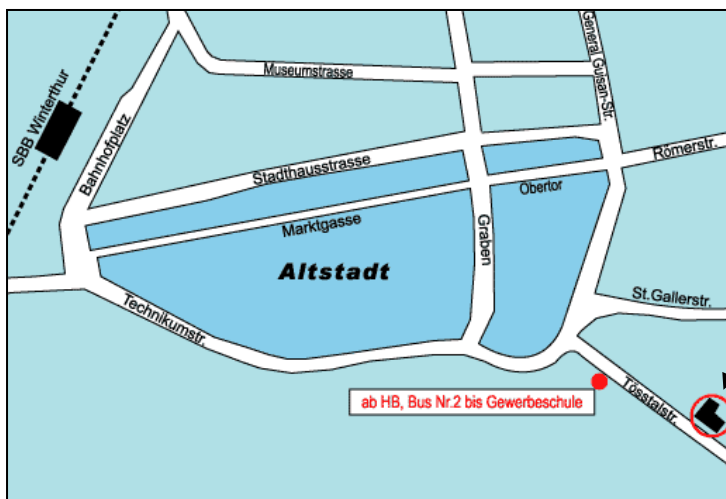 General Guisan-Str.
Museumstrasse
SBB Winterthur
Bahnhofplatz
Stadthausstrasse
Römerstr.
Obertor
Marktgasse
Graben
Altstadt
St.Gallerstr.
Technikumstr.
ab HB, Bus Nr.2 bis Gewerbeschule
Tösstalstr.